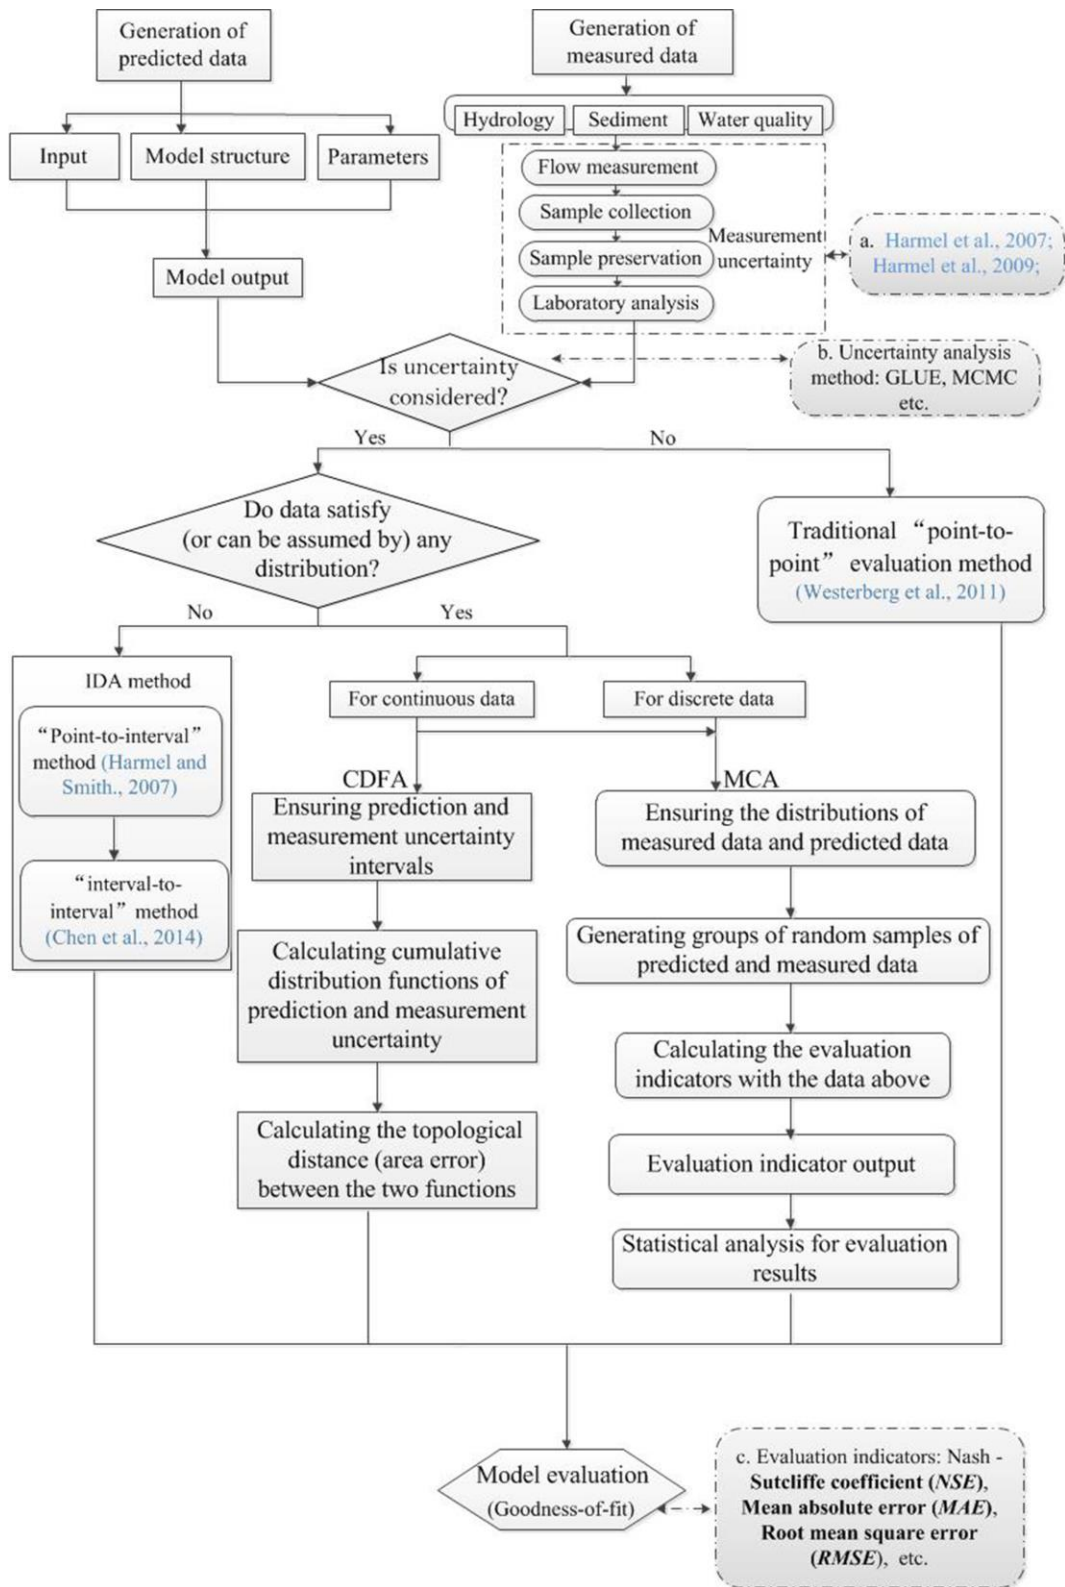 Generation of
predicted data
Generation of
measured data
Hydrology
Sediment
Water quality
Input
Model structure
Parameters
Flow measurement
Sample collection
Sample preservation
Laboratory analysis
Measurement
uncertainty
a. Harmel et al., 2007;
Harmel et al., 2009;
Model output
Is uncertainty
considered?
b. Uncertainty analysis
method: GLUE, MCMC
etc.
Yes
No
Do data satisfy
(or can be assumed by) any
distribution?
Traditional “point-to-
point” evaluation method
(Westerberg et al., 2011)
No
Yes
IDA method
“Point-to-interval”
method (Harmel and
Smith., 2007)
“interval-to-
interval” method
(Chen et al., 2014)
For continuous data
For discrete data
CDFA
MCA
Ensuring prediction and
measurement uncertainty
intervals
Calculating cumulative
distribution functions of
prediction and measurement
uncertainty
Calculating the topological
distance (area error)
between the two functions
Ensuring the distributions of
measured data and predicted data
Generating groups of random samples of
predicted and measured data
Calculating the evaluation
indicators with the data above
Evaluation indicator output
Statistical analysis for evaluation
results
Model evaluation
(Goodness-of-fit)
c. Evaluation indicators: Nash -
Sutcliffe coefficient (NSE),
Mean absolute error (MAE),
Root mean square error
(RMSE), etc.